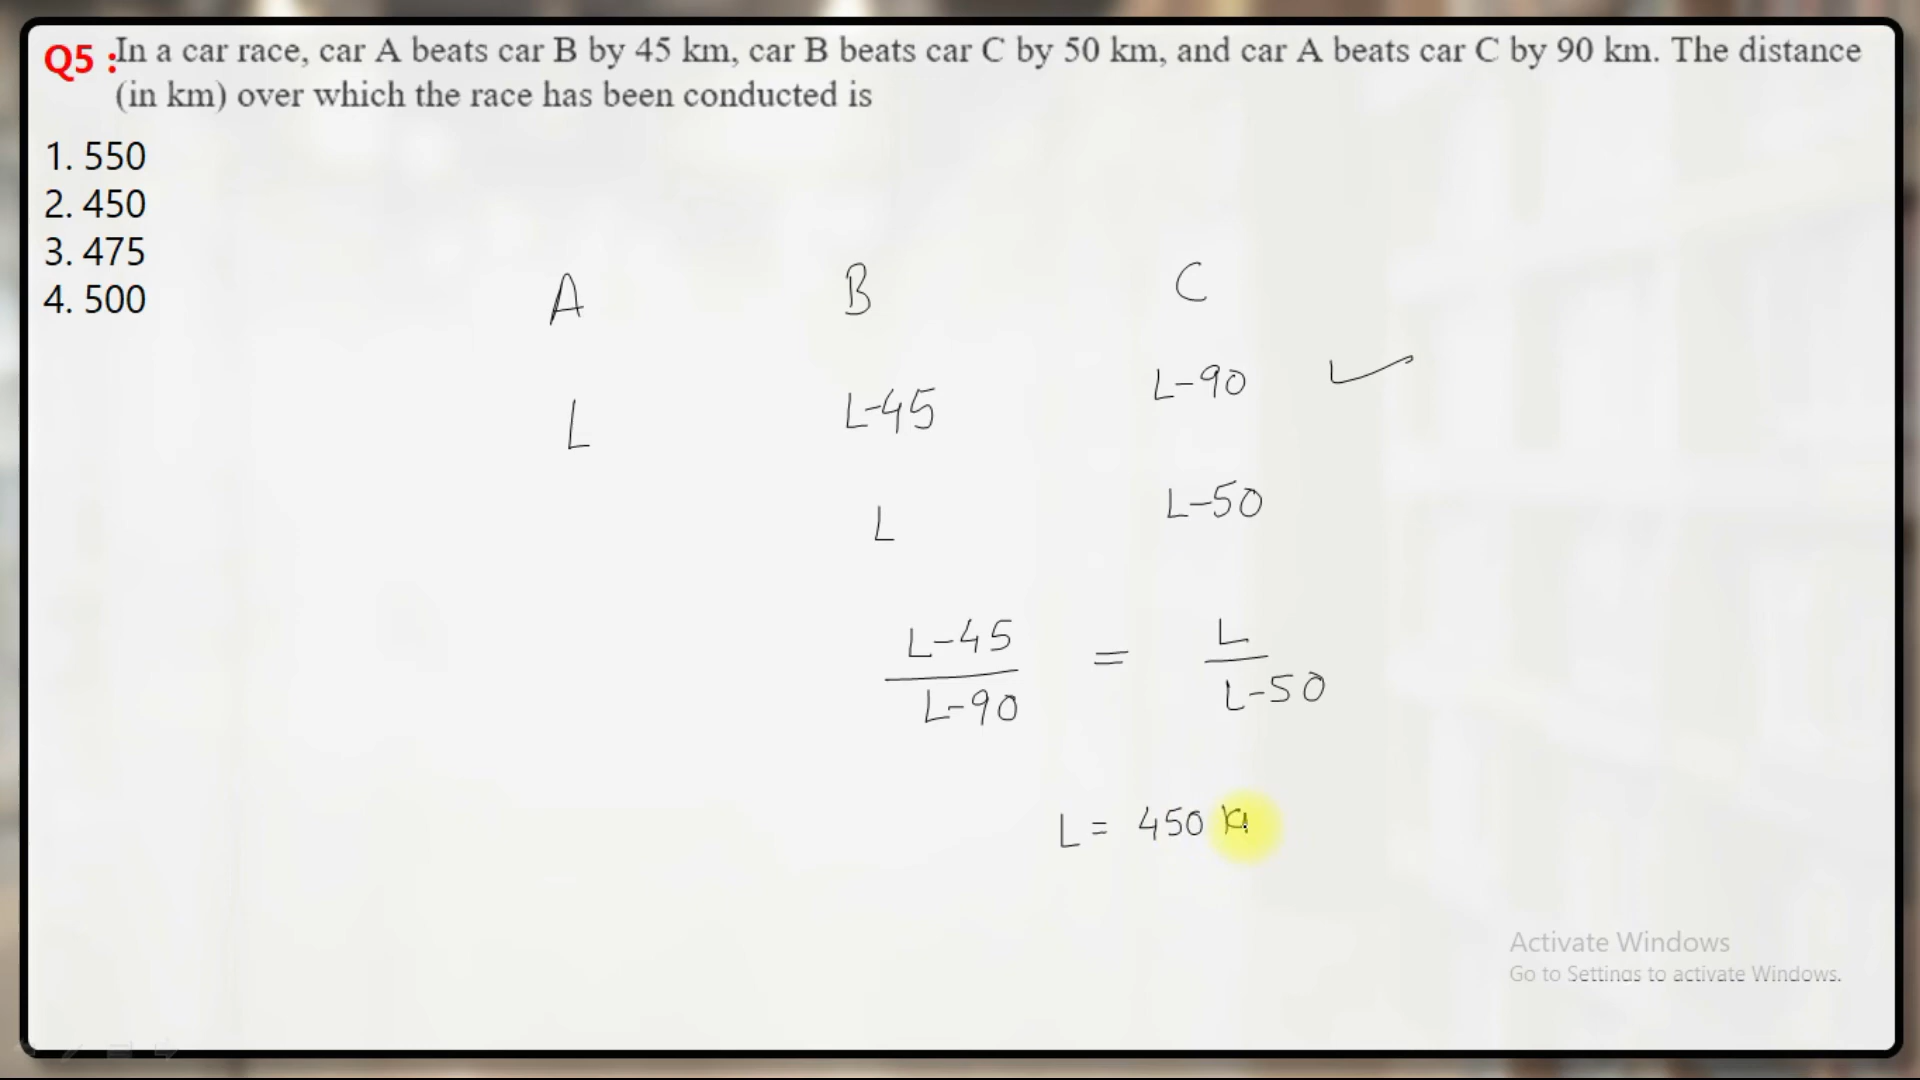 Q5 : In a car race, car A beats car B by 45 km, car B beats car C by 50 km, and car A beats car C by 90 km. The distance
(in km) over which the race has been conducted is
1. 550
2. 450
3. 475
4. 500
A B C
L L-45 L-90
L L-50
L-45 / L-90 = L / L-50
L = 450
Activate Windows
Go to Settings to activate Windows.